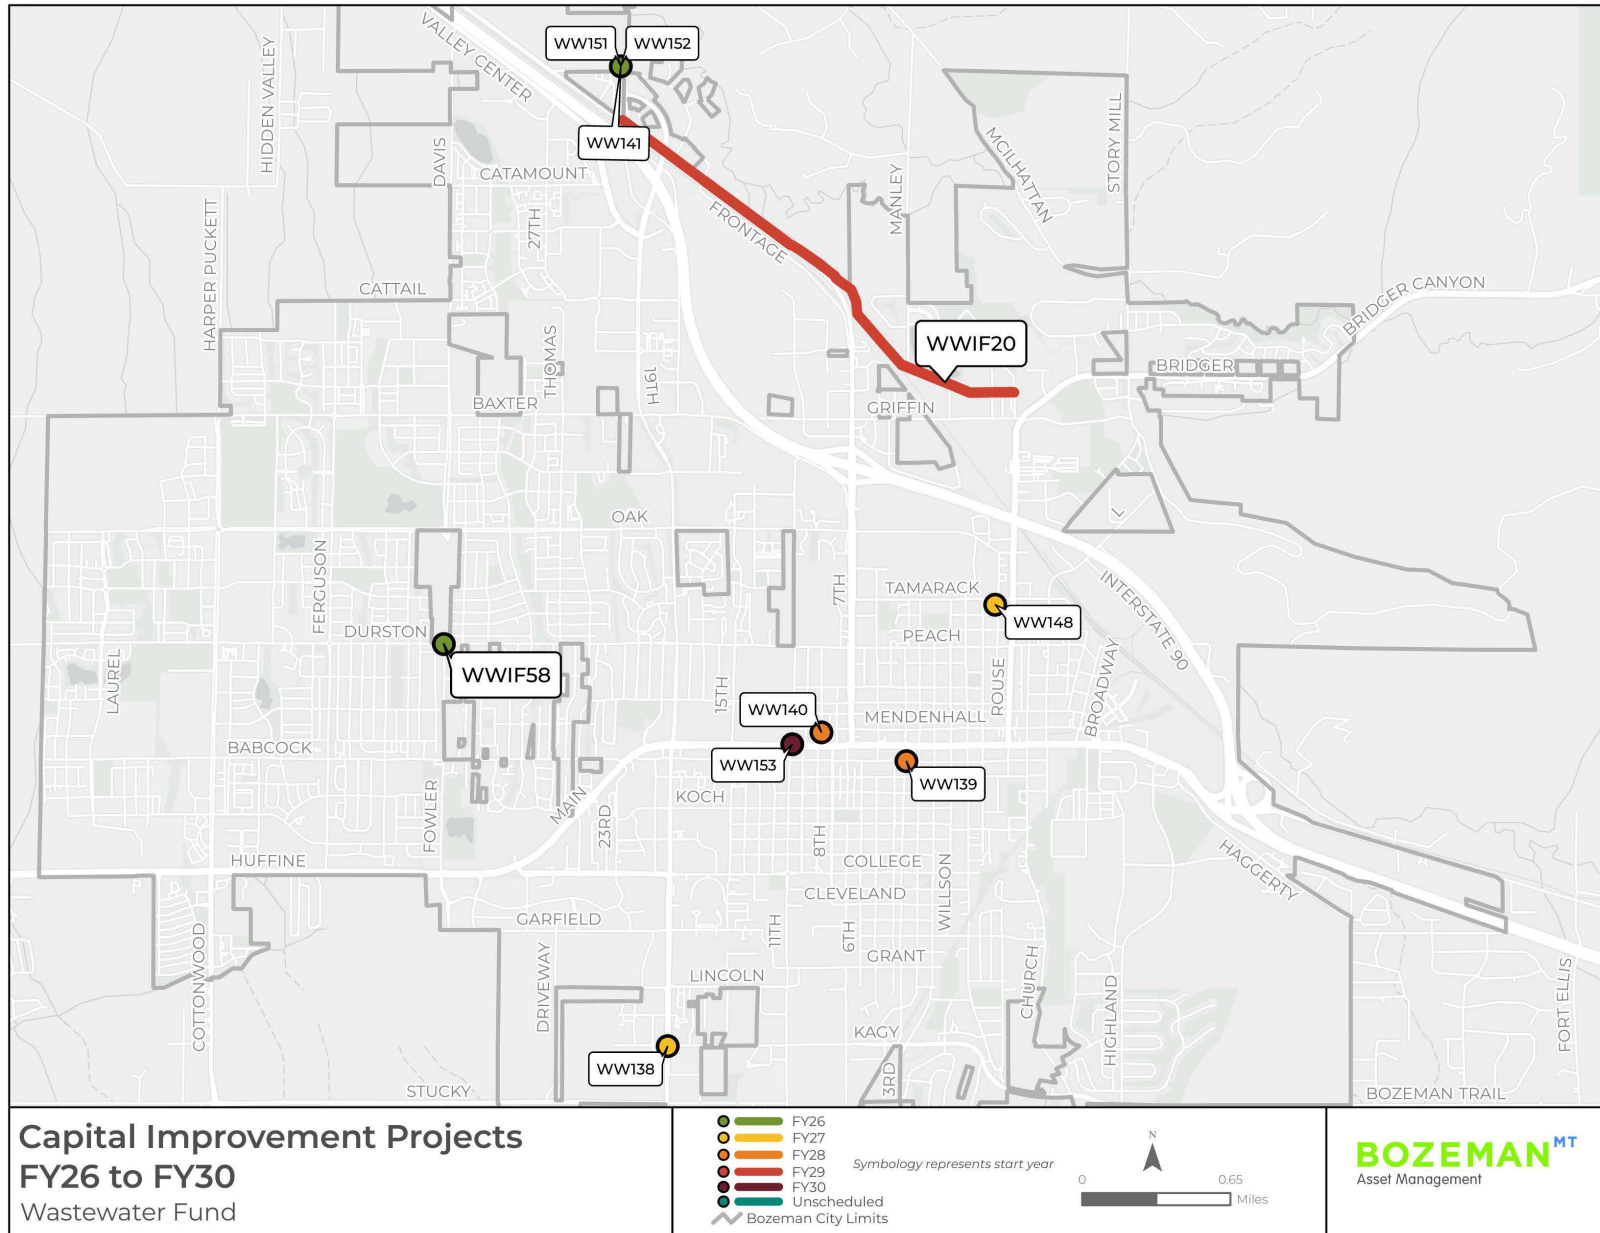 WW151
WW152
VALLEY CENTER
HIDDEN VALLEY
WW141
DAVIS
CATAMOUNT
MCILHATTAN
STORY MILL
MANLEY
27TH
FRONTAGE
HARPER PUCKETT
CATTAIL
BRIDGER CANYON
WWIF20
THOMAS
19TH
BRIDGER
BAXTER
GRIFFIN
OAK
L
FERGUSON
7TH
TAMARACK
INTERSTATE 90
DURSTON
WW148
PEACH
WWIF58
LAUREL
15TH
ROUSE
BROADWAY
WW140
MENDENHALL
BABCOCK
WW153
WW139
KOCH
MAIN
FOWLER
23RD
8TH
HUFFINE
COLLEGE
HAGGERTY
CLEVELAND
WILLSON
GARFIELD
11TH
6TH
GRANT
COTTONWOOD
DRIVEWAY
LINCOLN
CHURCH
HIGHLAND
FORT ELLIS
KAGY
WW138
3RD
STUCKY
BOZEMAN TRAIL
Capital Improvement Projects
FY26 to FY30
Wastewater Fund
FY26
FY27
FY28
FY29
FY30
Unscheduled
Bozeman City Limits
Symbology represents start year
N
0 0.65
Miles
BOZEMAN MT
Asset Management